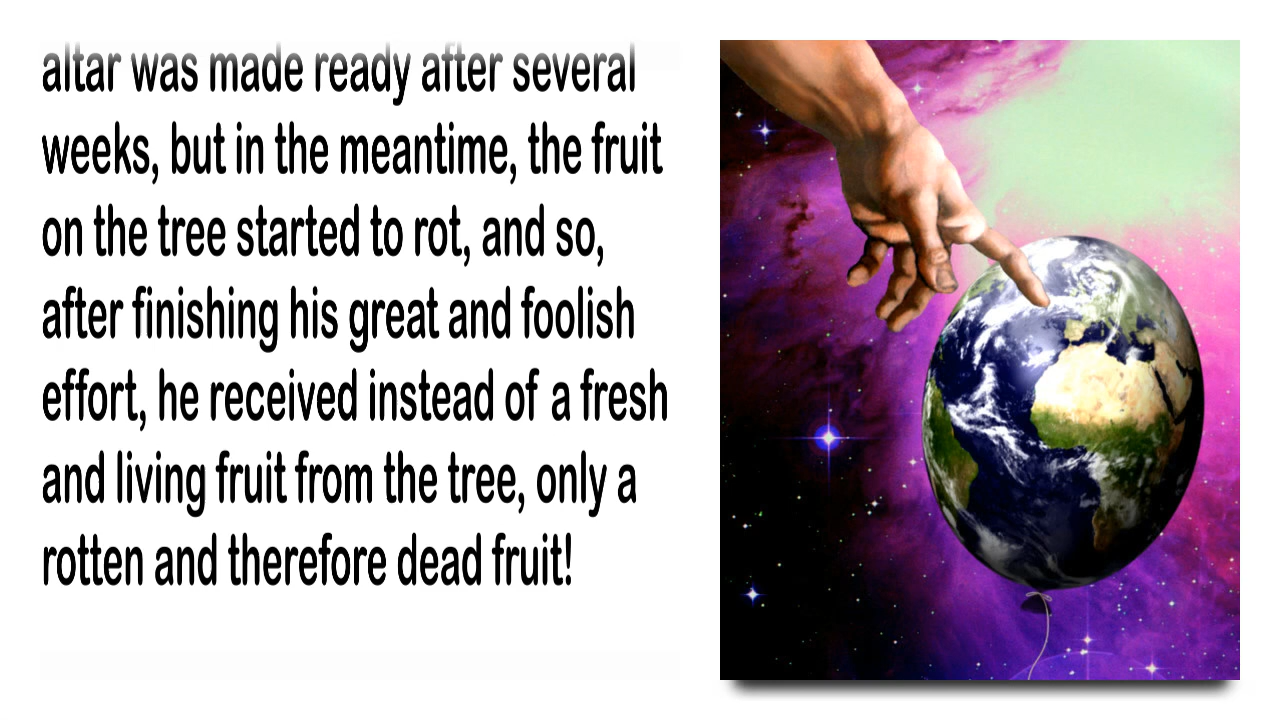 altar was made ready after several
weeks, but in the meantime, the fruit
on the tree started to rot, and so,
after finishing his great and foolish
effort, he received instead of a fresh
and living fruit from the tree, only a
rotten and therefore dead fruit!